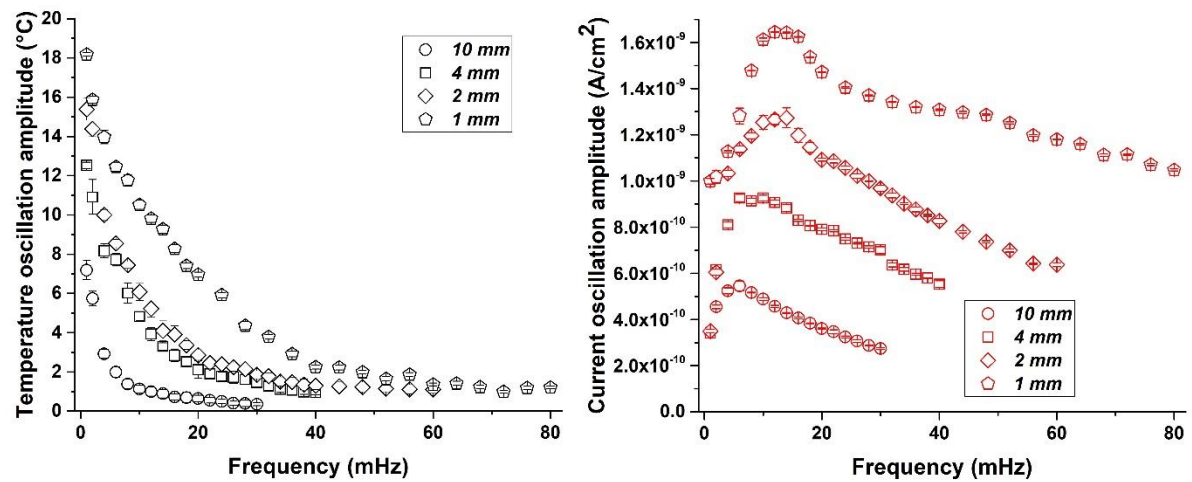 Temperature oscillation amplitude (°C)
20
18
16
14
12
10
8
6
4
2
0
10 mm
4 mm
2 mm
1 mm
0 20 40 60 80
Frequency (mHz)
Current oscillation amplitude (A/cm²)
1.6x10⁻⁹
1.4x10⁻⁹
1.2x10⁻⁹
1.0x10⁻⁹
8.0x10⁻¹⁰
6.0x10⁻¹⁰
4.0x10⁻¹⁰
2.0x10⁻¹⁰
0.0
10 mm
4 mm
2 mm
1 mm
0 20 40 60 80
Frequency (mHz)